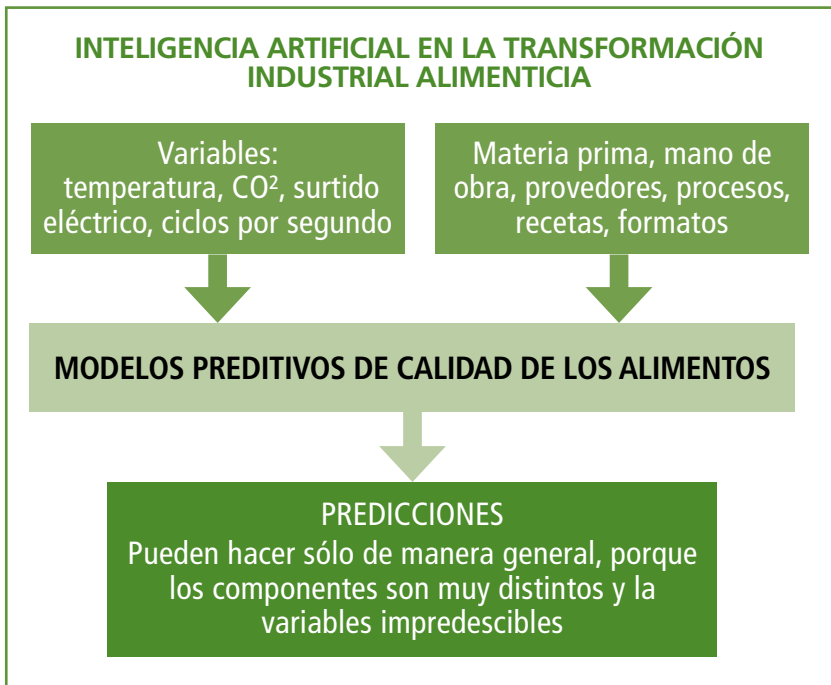 INTELIGENCIA ARTIFICIAL EN LA TRANSFORMACIÓN
INDUSTRIAL ALIMENTICIA
Variables:
temperatura, CO², surtido
eléctrico, ciclos por segundo
Materia prima, mano de
obra, provedores, procesos,
recetas, formatos
MODELOS PREDITIVOS DE CALIDAD DE LOS ALIMENTOS
PREDICCIONES
Pueden hacer sólo de manera general, porque
los componentes son muy distintos y la
variables impredescibles